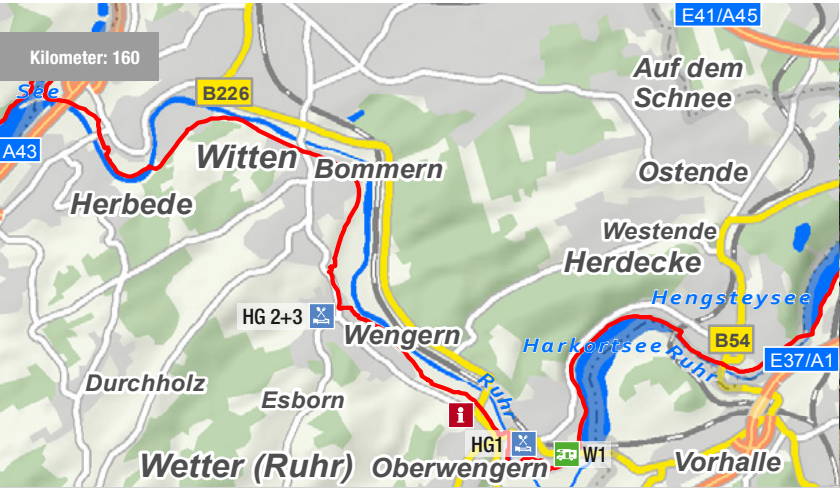 E41/A45
Kilometer: 160
Auf dem
Schnee
See
B226
A43
Witten
Bommern
Ostende
Herbede
Westende
Herdecke
Hengsteysee
HG 2+3
Wengern
Harkortsee
Ruhr
B54
E37/A1
Durchholz
Ruhr
Esborn
i
HG1
W1
Wetter (Ruhr)
Oberwengern
Vorhalle